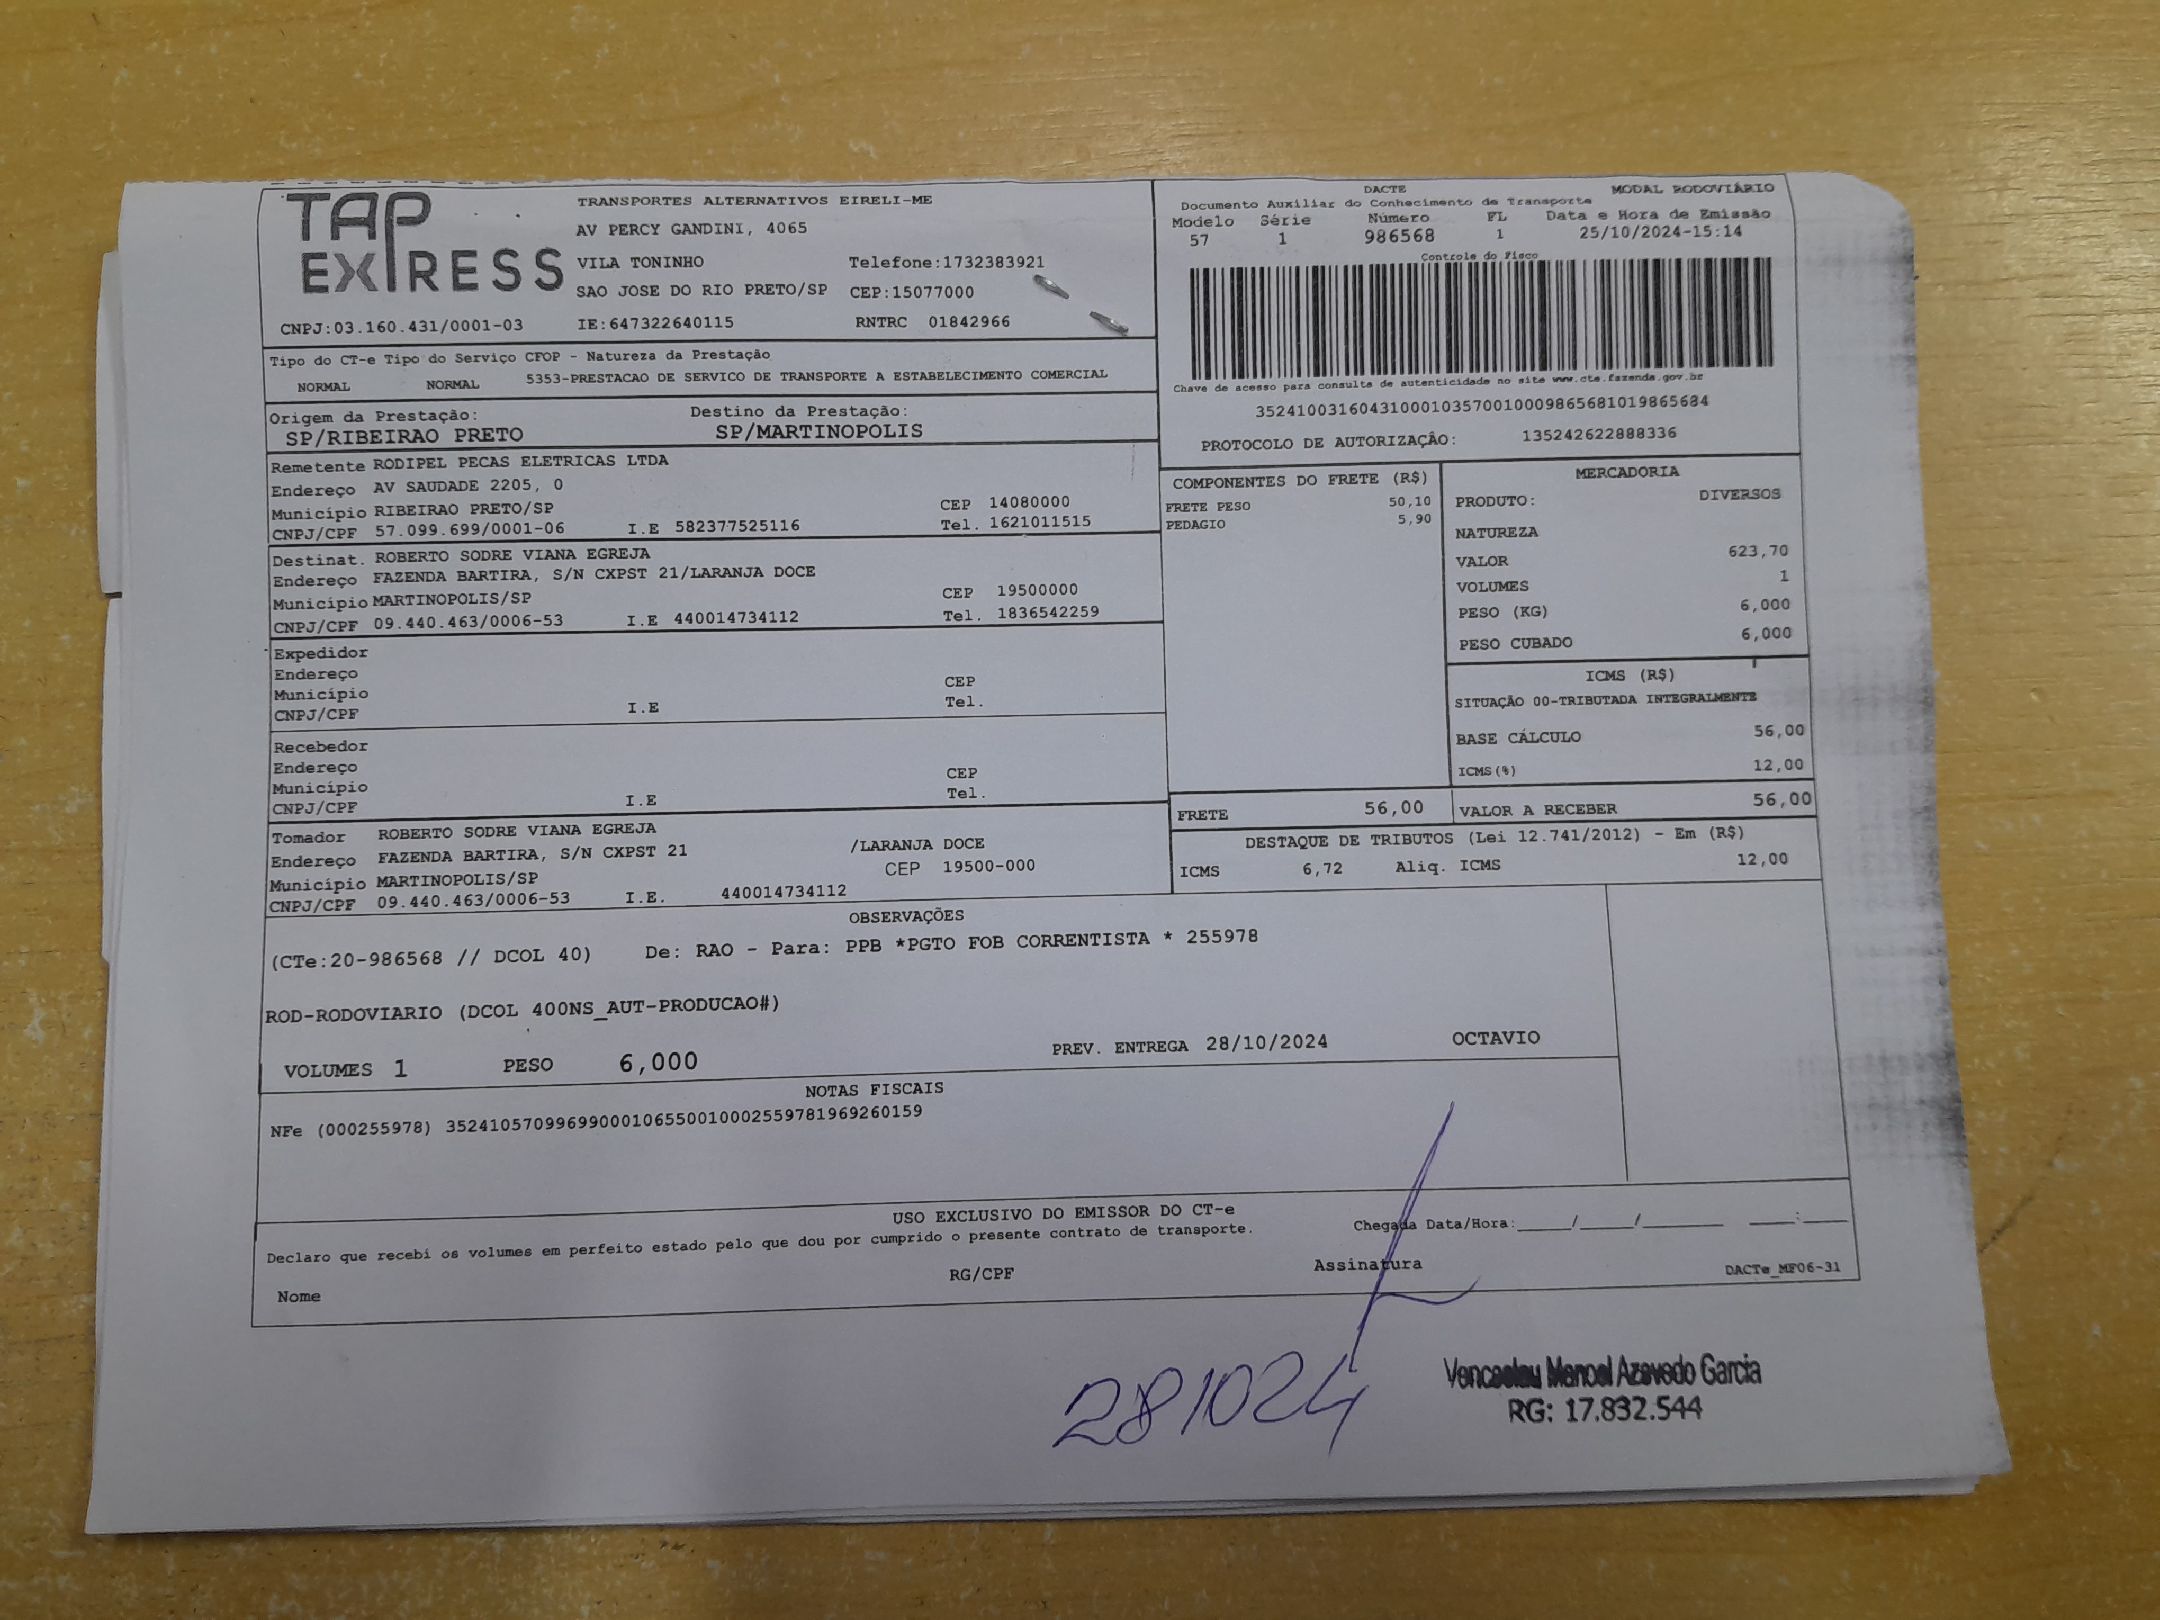 TAP EXPRESS
TRANSPORTES ALTERNATIVOS EIRELI-ME
AV PERCY GANDINI, 4065
VILA TONINHO Telefone:1732383921
SAO JOSE DO RIO PRETO/SP CEP:15077000
CNPJ:03.160.431/0001-03 IE:647322640115 RNTRC 01842966
DACTE MODAL RODOVIÁRIO
Documento Auxiliar do Conhecimento de Transporte
Modelo Série Número FL Data e Hora de Emissão
57 1 986568 1 25/10/2024-15:14
Controle do Fisco
Chave de acesso para consulta de autenticidade no site www.cte.fazenda.gov.br
35241003160431000103570010009865681019865684
PROTOCOLO DE AUTORIZAÇÂO: 135242622888336
Tipo do CT-e Tipo do Serviço CFOP - Natureza da Prestação
NORMAL NORMAL 5353-PRESTACAO DE SERVICO DE TRANSPORTE A ESTABELECIMENTO COMERCIAL
Origem da Prestação: Destino da Prestação:
SP/RIBEIRAO PRETO SP/MARTINOPOLIS
Remetente RODIPEL PECAS ELETRICAS LTDA
Endereço AV SAUDADE 2205, 0
Município RIBEIRAO PRETO/SP CEP 14080000
CNPJ/CPF 57.099.699/0001-06 I.E 582377525116 Tel. 1621011515
Destinat. ROBERTO SODRE VIANA EGREJA
Endereço FAZENDA BARTIRA, S/N CXPST 21/LARANJA DOCE
Município MARTINOPOLIS/SP CEP 19500000
CNPJ/CPF 09.440.463/0006-53 I.E 440014734112 Tel. 1836542259
Expedidor
Endereço
Município CEP
CNPJ/CPF I.E Tel.
Recebedor
Endereço
Município CEP
CNPJ/CPF I.E Tel.
Tomador ROBERTO SODRE VIANA EGREJA
Endereço FAZENDA BARTIRA, S/N CXPST 21 /LARANJA DOCE
Município MARTINOPOLIS/SP CEP 19500-000
CNPJ/CPF 09.440.463/0006-53 I.E. 440014734112
COMPONENTES DO FRETE (R$)
FRETE PESO 50,10
PEDAGIO 5,90
MERCADORIA
PRODUTO: DIVERSOS
NATUREZA
VALOR 623,70
VOLUMES 1
PESO (KG) 6,000
PESO CUBADO 6,000
ICMS (R$)
SITUAÇÃO 00-TRIBUTADA INTEGRALMENTE
BASE CÁLCULO 56,00
ICMS(%) 12,00
FRETE 56,00 VALOR A RECEBER 56,00
DESTAQUE DE TRIBUTOS (Lei 12.741/2012) - Em (R$)
ICMS 6,72 Aliq. ICMS 12,00
OBSERVAÇÕES
(CTe:20-986568 // DCOL 40) De: RAO - Para: PPB *PGTO FOB CORRENTISTA * 255978
ROD-RODOVIARIO (DCOL 400NS_AUT-PRODUCAO#)
VOLUMES 1 PESO 6,000 PREV. ENTREGA 28/10/2024 OCTAVIO
NOTAS FISCAIS
NFe (000255978) 35241057099699000106550010002559781969260159
USO EXCLUSIVO DO EMISSOR DO CT-e
Declaro que recebi os volumes em perfeito estado pelo que dou por cumprido o presente contrato de transporte. Chegada Data/Hora:_____/_____/________ ____:____
Nome RG/CPF Assinatura DACTe_MF06-31
281024
Venceslau Manoel Azevedo Garcia
RG: 17.832.544